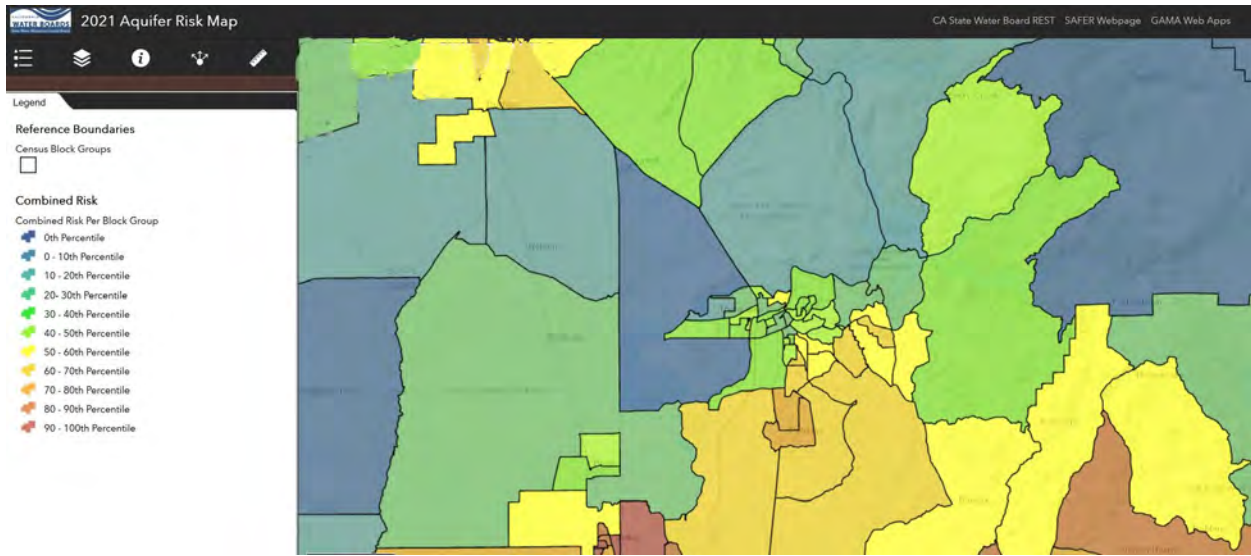 CALIFORNIA
WATER BOARDS
2021 Aquifer Risk Map
CA State Water Board REST SAFER Webpage GAMA Web Apps
Legend
Reference Boundaries
Census Block Groups
Combined Risk
Combined Risk Per Block Group
0th Percentile
0 - 10th Percentile
10 - 20th Percentile
20- 30th Percentile
30 - 40th Percentile
40 - 50th Percentile
50 - 60th Percentile
60 - 70th Percentile
70 - 80th Percentile
80 - 90th Percentile
90 - 100th Percentile